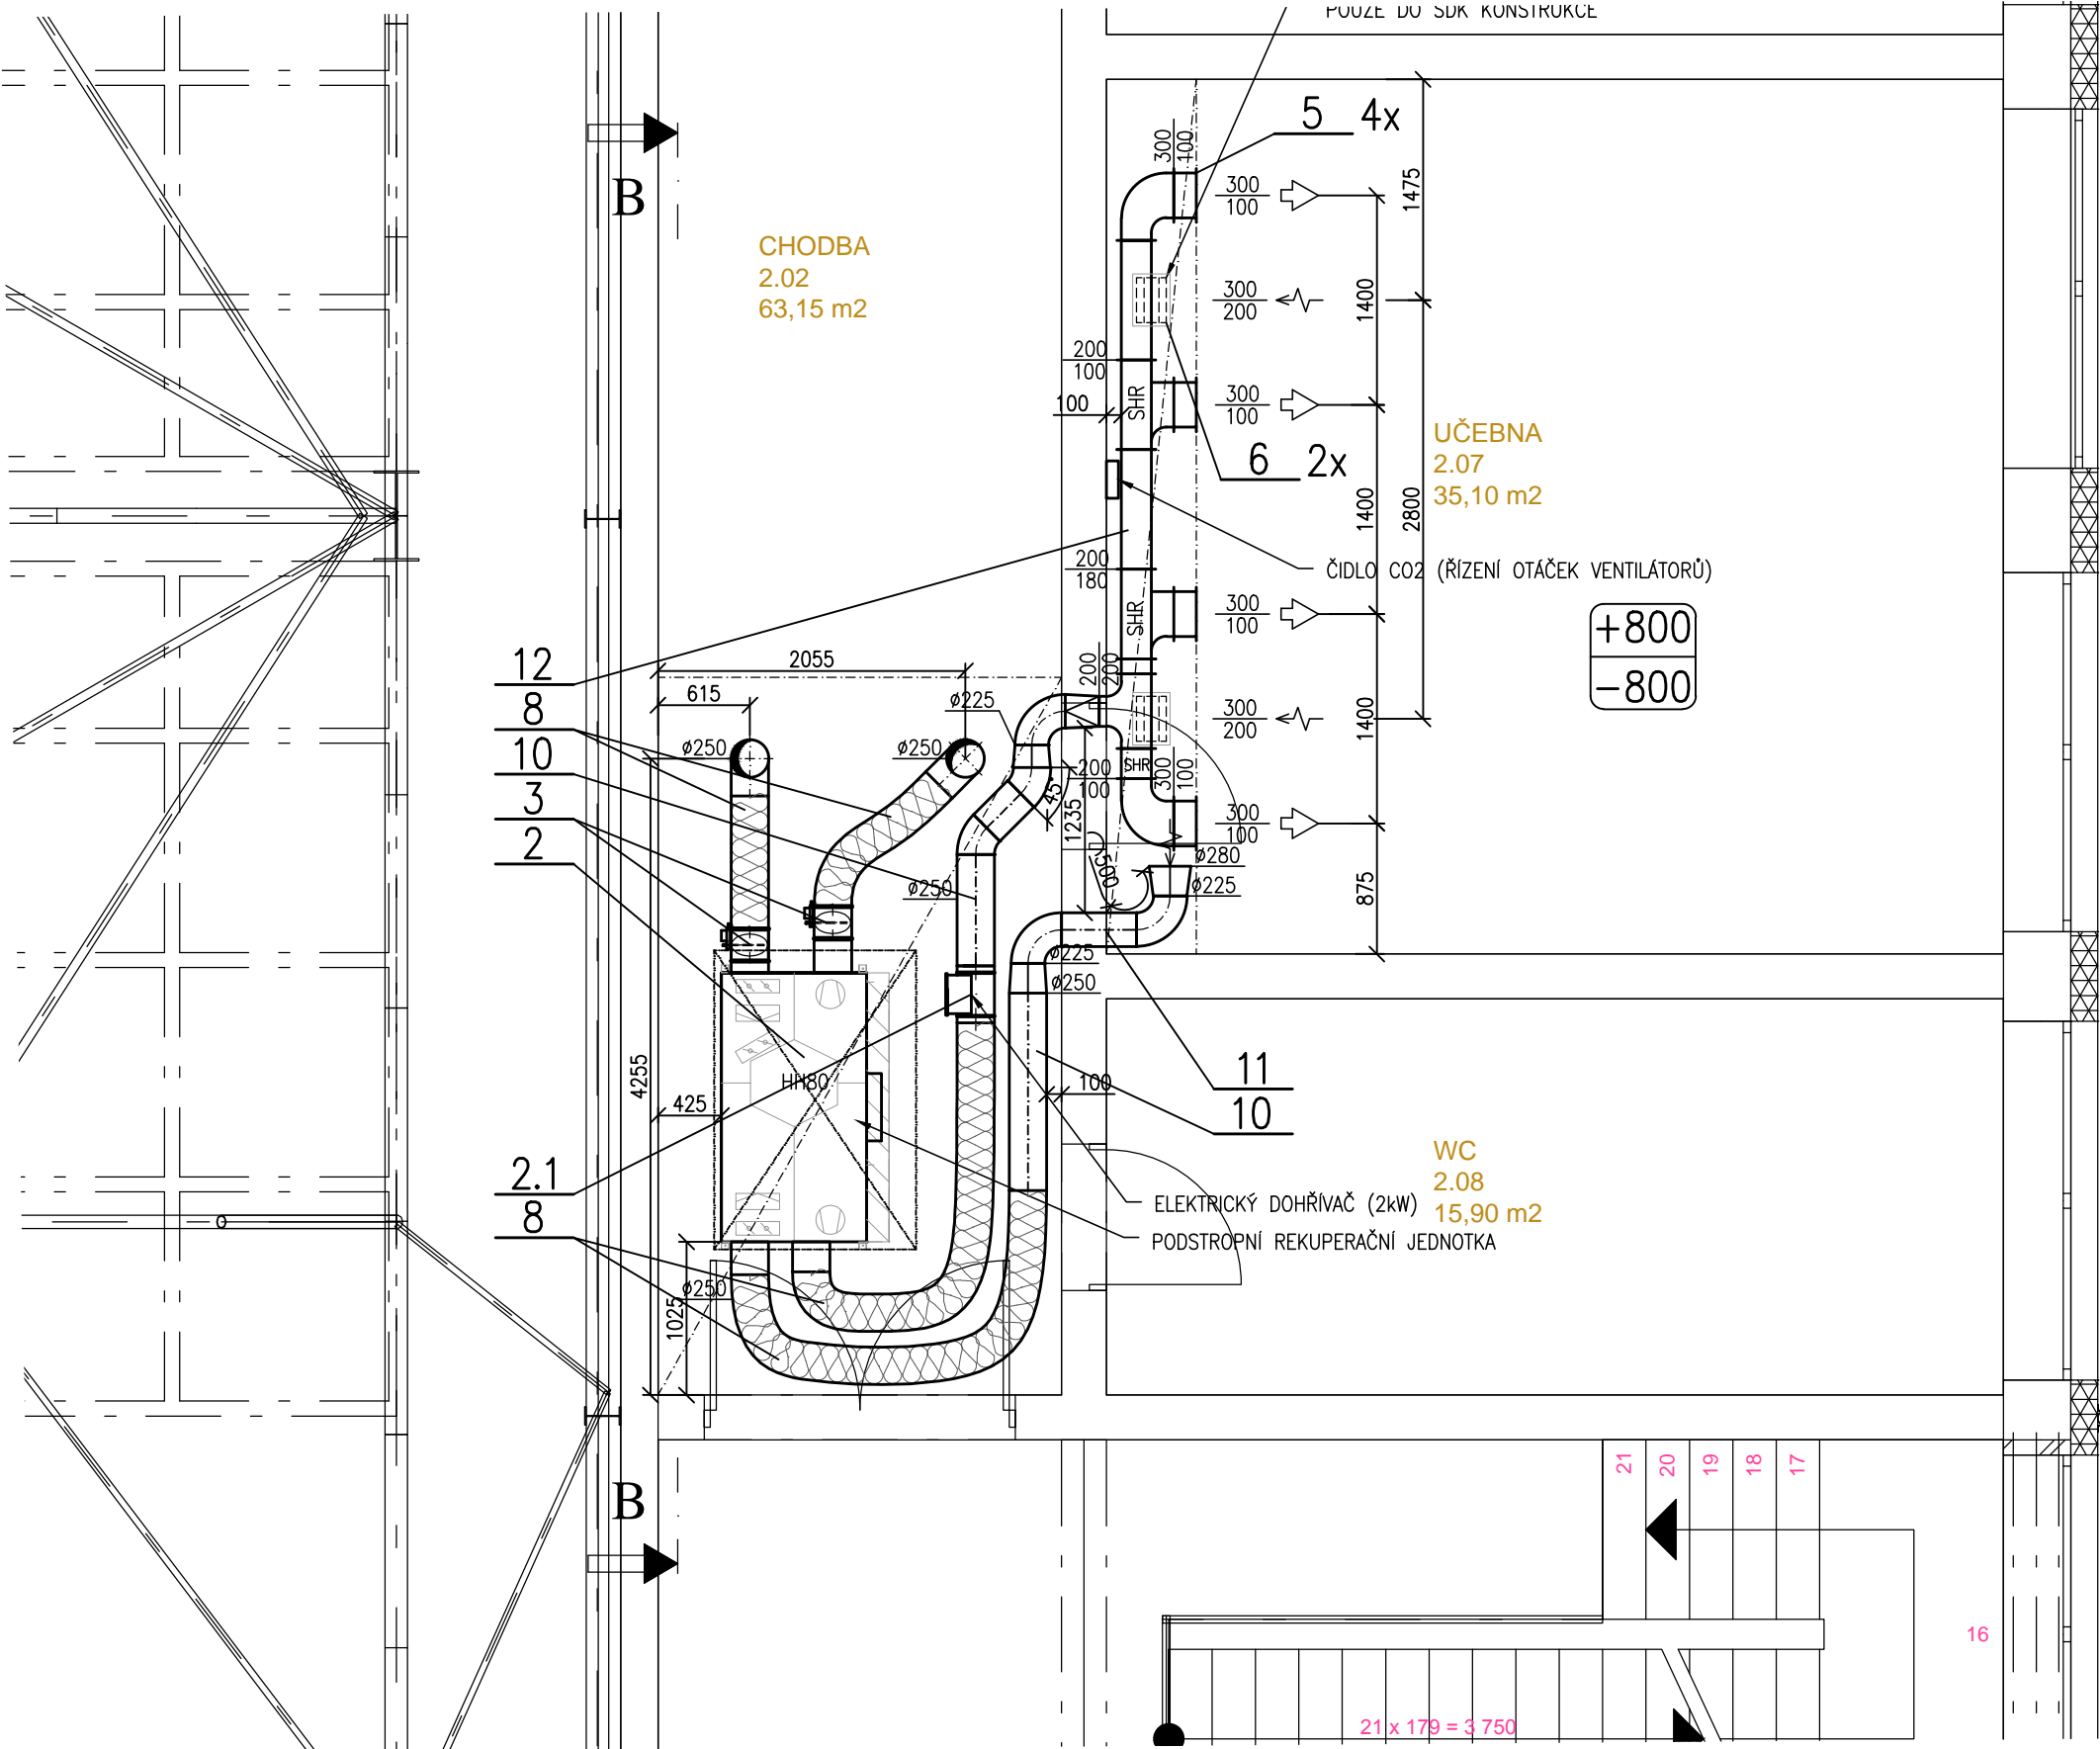 POUZE DO SDK KONSTRUKCE
5 4x
300
100
300
100
1475
B
CHODBA
2.02
63,15 m2
300
200
1400
200
100
SHR
100
300
100
UČEBNA
2.07
35,10 m2
6 2x
1400
2800
ČIDLO CO2 (ŘÍZENÍ OTÁČEK VENTILÁTORŮ)
200
180
SHR
300
100
+800
-800
12
8
10
3
2
2055
615
ø225
200
200
300
200
1400
ø250
ø250
SHR
300
100
200
100
45°
1235
300
100
ø280
ø225
R500
875
ø250
ø225
ø250
4255
HH80
425
100
11
10
WC
2.08
15,90 m2
2.1
8
ELEKTRICKÝ DOHŘÍVAČ (2kW)
PODSTROPNÍ REKUPERAČNÍ JEDNOTKA
ø250
1025
B
21
20
19
18
17
16
21 x 179 = 3 750